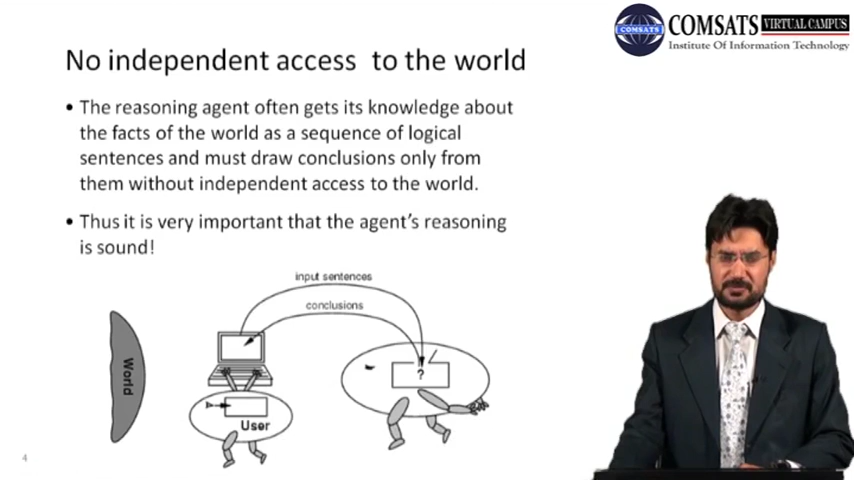 COMSATS VIRTUAL CAMPUS
COMSATS
Institute Of Information Technology
No independent access to the world
• The reasoning agent often gets its knowledge about
the facts of the world as a sequence of logical
sentences and must draw conclusions only from
them without independent access to the world.
• Thus it is very important that the agent's reasoning
is sound!
input sentences
conclusions
World
?
User
4